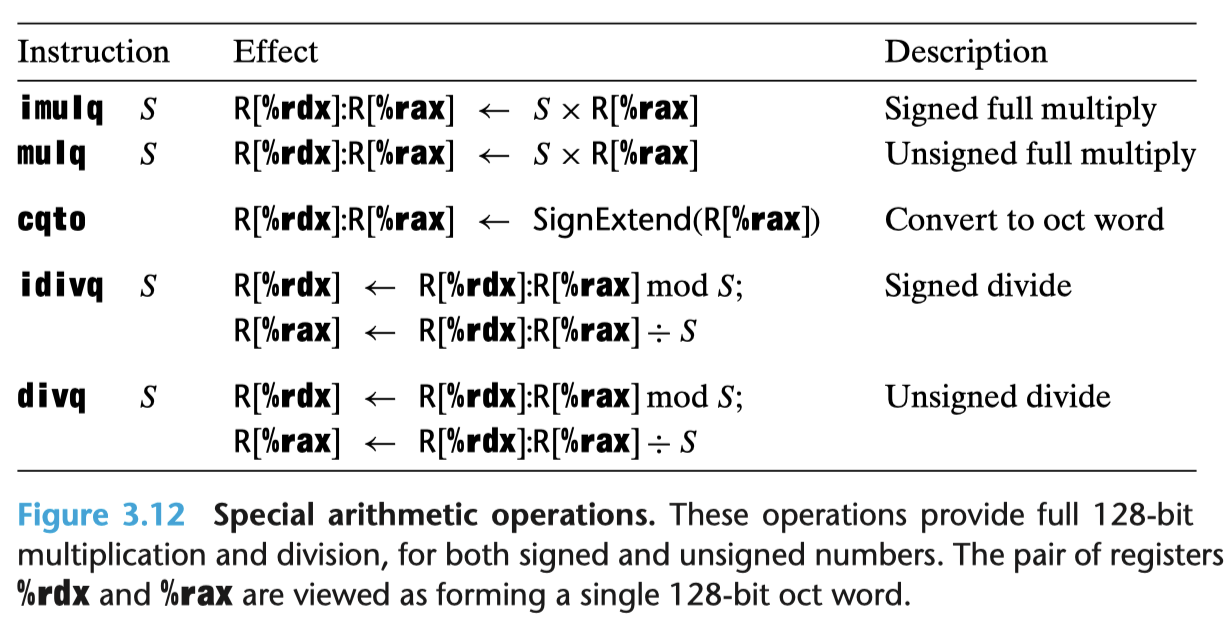 Instruction Effect Description
imulq S R[%rdx]:R[%rax] ← S × R[%rax] Signed full multiply
mulq S R[%rdx]:R[%rax] ← S × R[%rax] Unsigned full multiply
cqto R[%rdx]:R[%rax] ← SignExtend(R[%rax]) Convert to oct word
idivq S R[%rdx] ← R[%rdx]:R[%rax] mod S; Signed divide
R[%rax] ← R[%rdx]:R[%rax] ÷ S
divq S R[%rdx] ← R[%rdx]:R[%rax] mod S; Unsigned divide
R[%rax] ← R[%rdx]:R[%rax] ÷ S
Figure 3.12 Special arithmetic operations. These operations provide full 128-bit
multiplication and division, for both signed and unsigned numbers. The pair of registers
%rdx and %rax are viewed as forming a single 128-bit oct word.